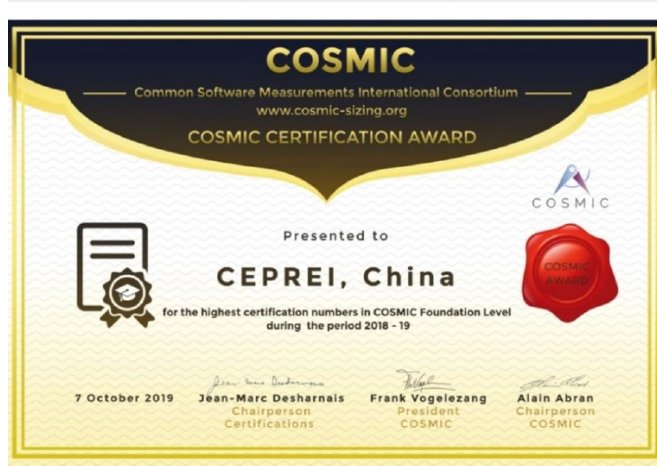 COSMIC
Common Software Measurements International Consortium
www.cosmic-sizing.org
COSMIC CERTIFICATION AWARD
COSMIC
Presented to
COSMIC
AWARD
CEPREI, China
for the highest certification numbers in COSMIC Foundation Level
during the period 2018 - 19
7 October 2019
Jean-Marc Desharnais
Chairperson
Certifications
Frank Vogelezang
President
COSMIC
Alain Abran
Chairperson
COSMIC